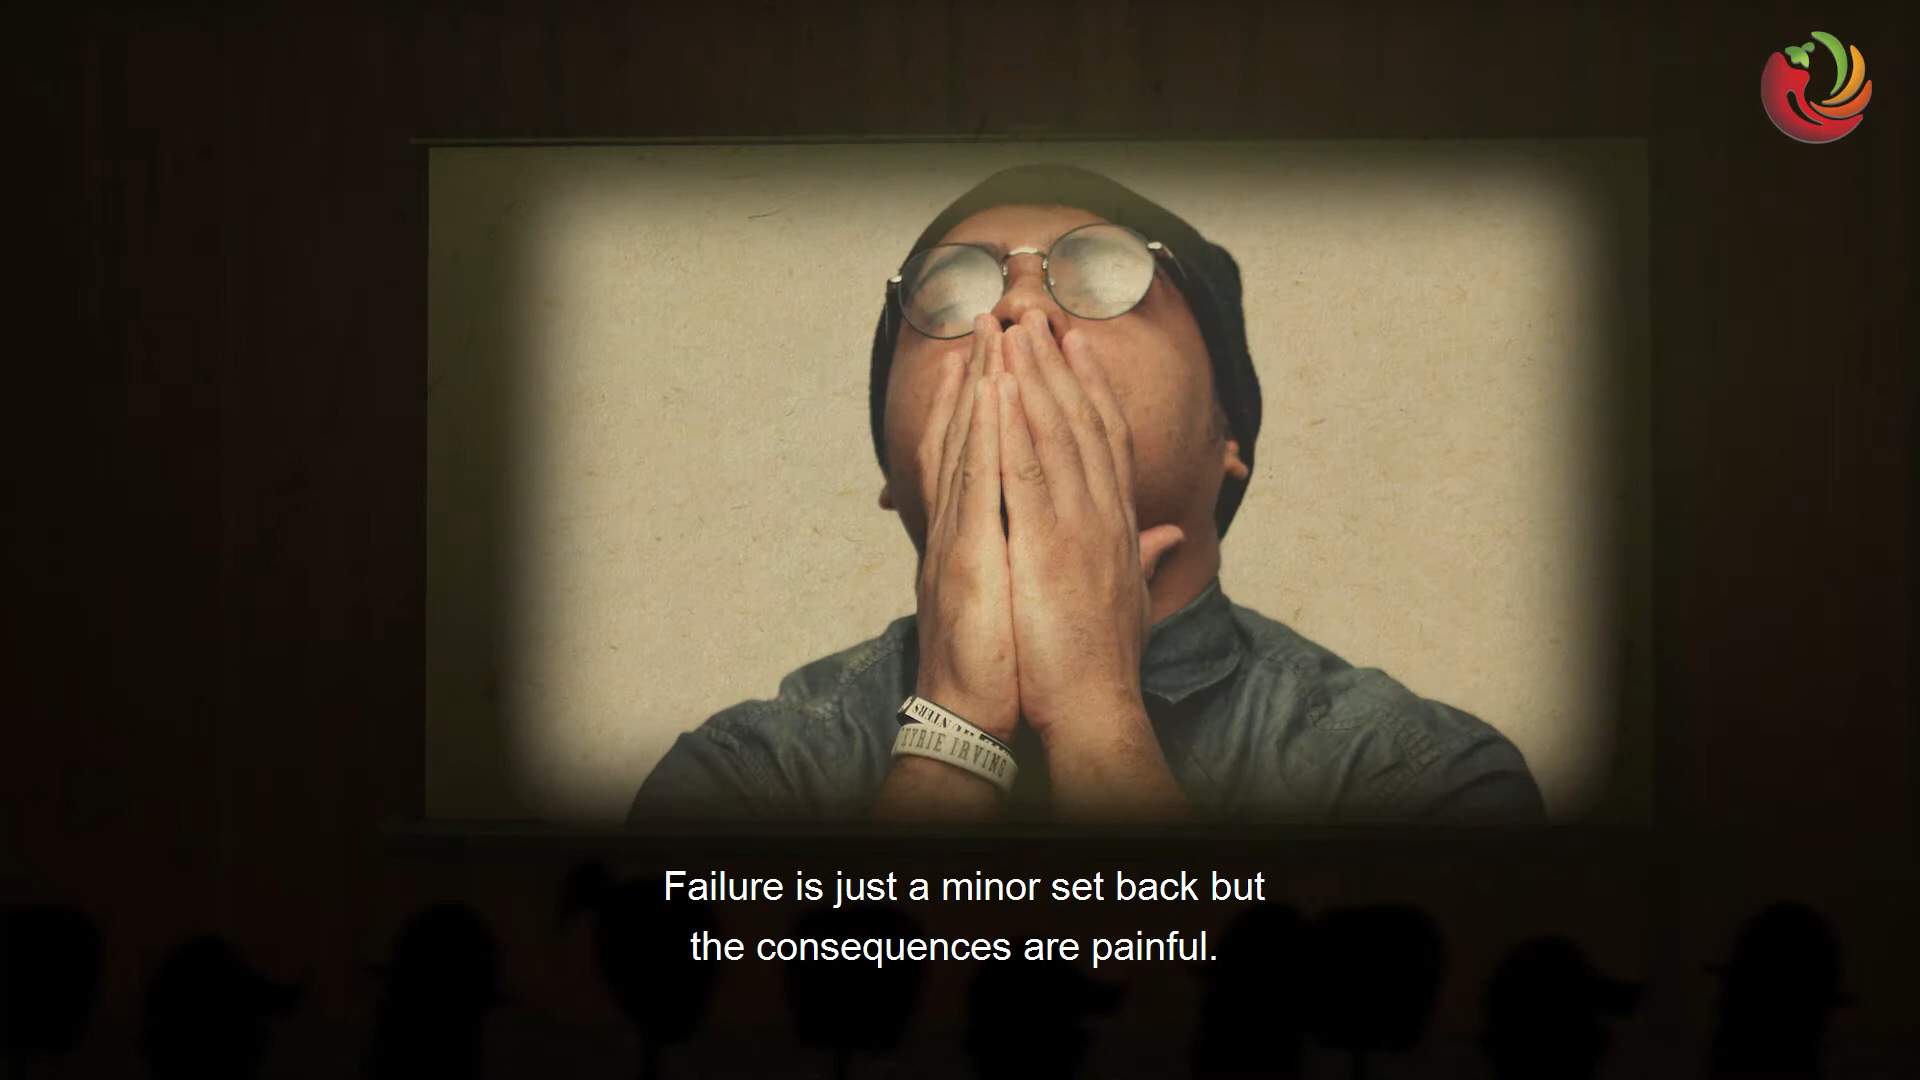 KYRIE IRVING
Failure is just a minor set back but
the consequences are painful.